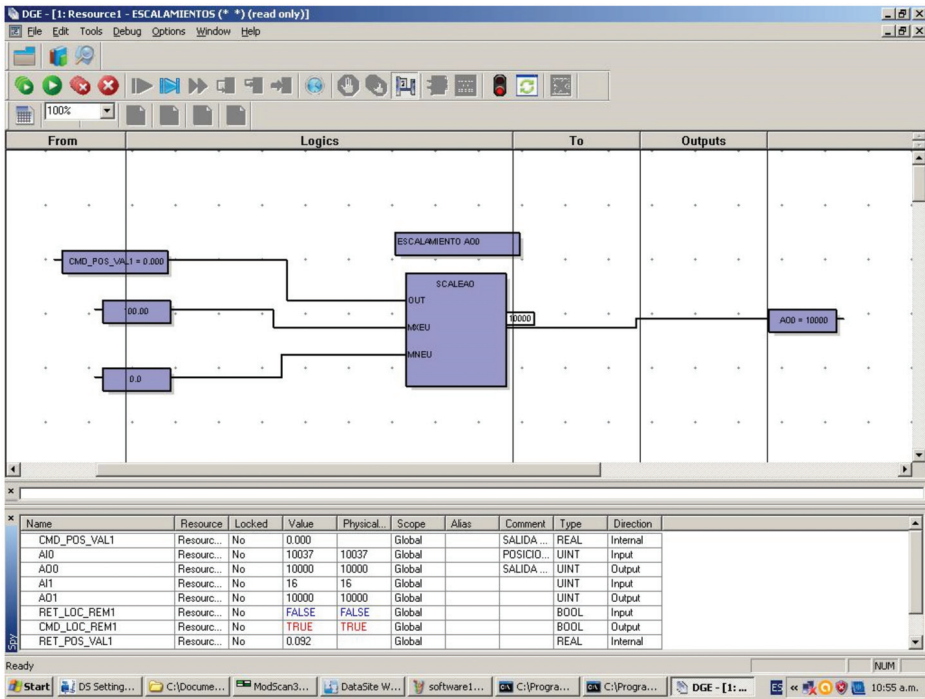 DGE - [1: Resource1 - ESCALAMIENTOS (* *) (read only)]
File Edit Tools Debug Options Window Help
100%
From Logics To Outputs
ESCALAMIENTO AO0
CMD_POS_VAL1 = 0.000
SCALEAO
OUT
100.00
10000
AO0 = 10000
MXEU
MNEU
0.0
Name Resource Locked Value Physical... Scope Alias Comment Type Direction
CMD_POS_VAL1 Resourc... No 0.000 Global SALIDA ... REAL Internal
AI0 Resourc... No 10037 10037 Global POSICIO... UINT Input
AO0 Resourc... No 10000 10000 Global SALIDA ... UINT Output
AI1 Resourc... No 16 16 Global UINT Input
AO1 Resourc... No 10000 10000 Global UINT Output
RET_LOC_REM1 Resourc... No FALSE FALSE Global BOOL Input
CMD_LOC_REM1 Resourc... No TRUE TRUE Global BOOL Output
RET_POS_VAL1 Resourc... No 0.092 Global REAL Internal
Spy
Ready NUM
Start DS Setting... C:\Docume... ModScan3... DataSite W... software1... C:\Progra... C:\Progra... DGE - [1: ... ES « 10:55 a.m.